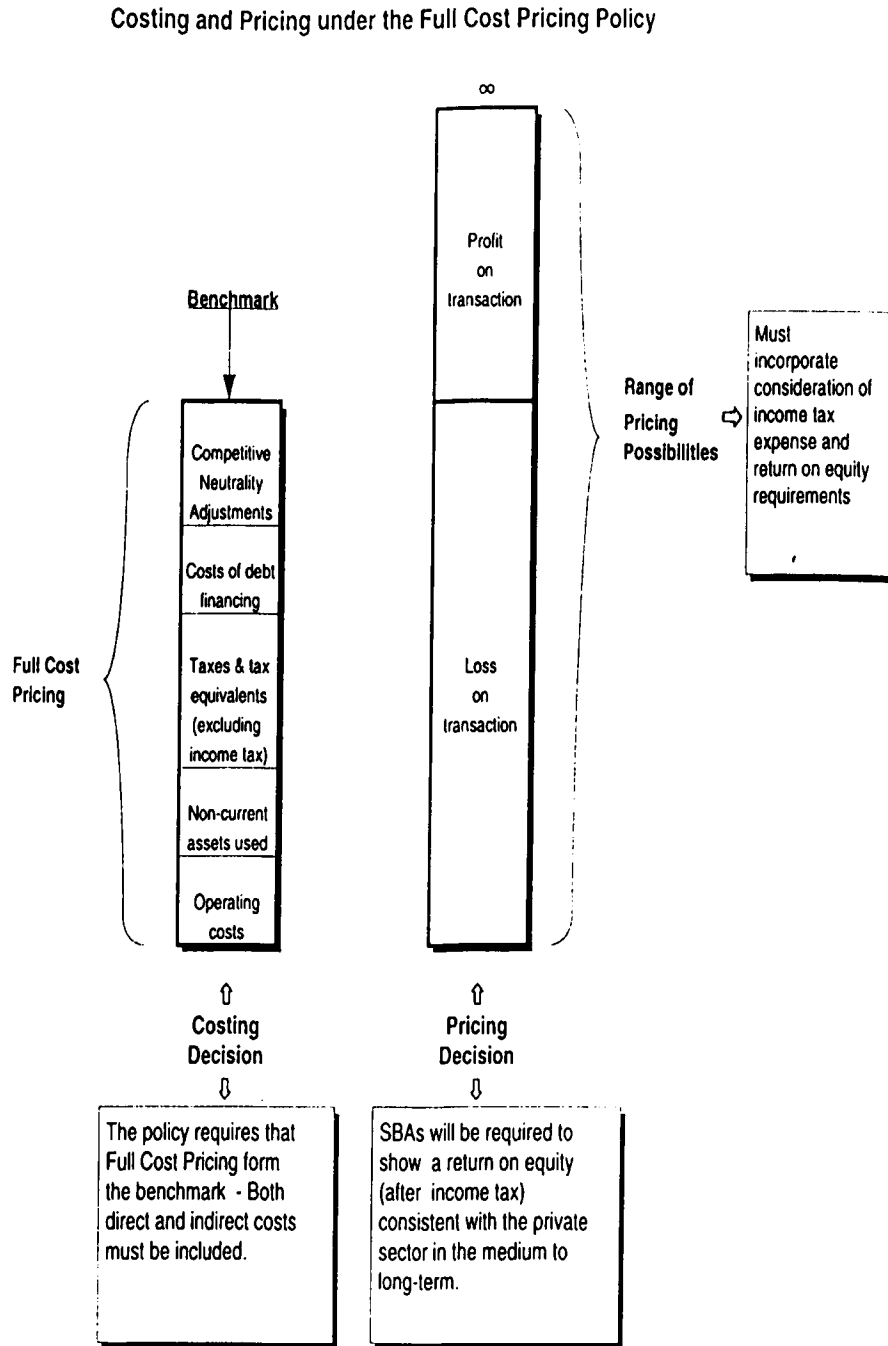 Costing and Pricing under the Full Cost Pricing Policy
∞
Profit
on
transaction
Benchmark
Must
incorporate
consideration of
income tax
expense and
return on equity
requirements
Range of
Pricing
Possibilities
⇨
Competitive
Neutrality
Adjustments
Costs of debt
financing
Full Cost
Pricing
Taxes & tax
equivalents
(excluding
income tax)
Loss
on
transaction
Non-current
assets used
Operating
costs
⇧
Costing
Decision
⇩
⇧
Pricing
Decision
⇩
The policy requires that
Full Cost Pricing form
the benchmark - Both
direct and indirect costs
must be included.
SBAs will be required to
show a return on equity
(after income tax)
consistent with the private
sector in the medium to
long-term.